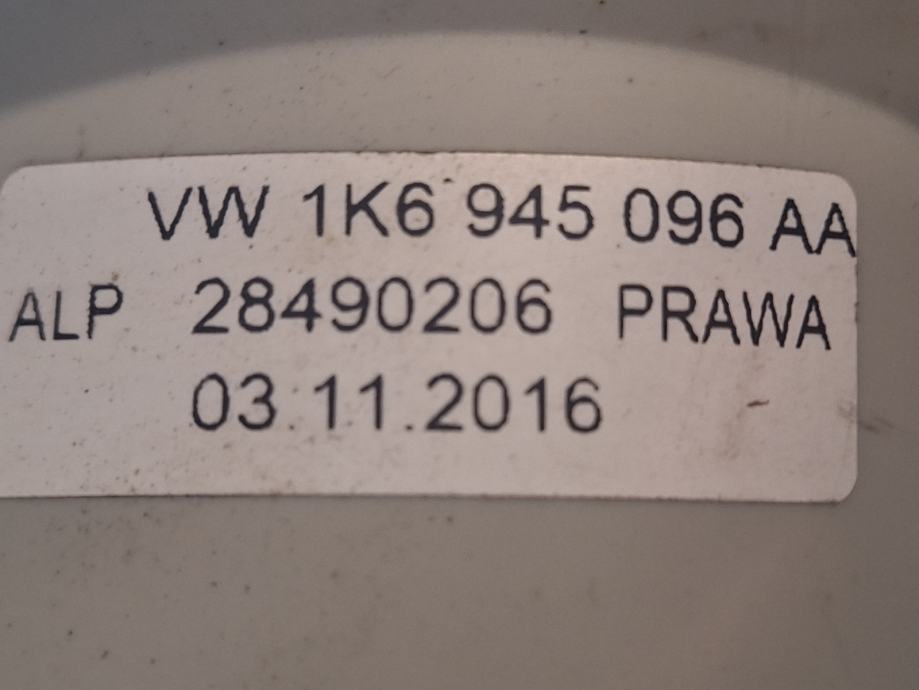 VW 1K6 945 096 AA
ALP 28490206 PRAWA
03.11.2016